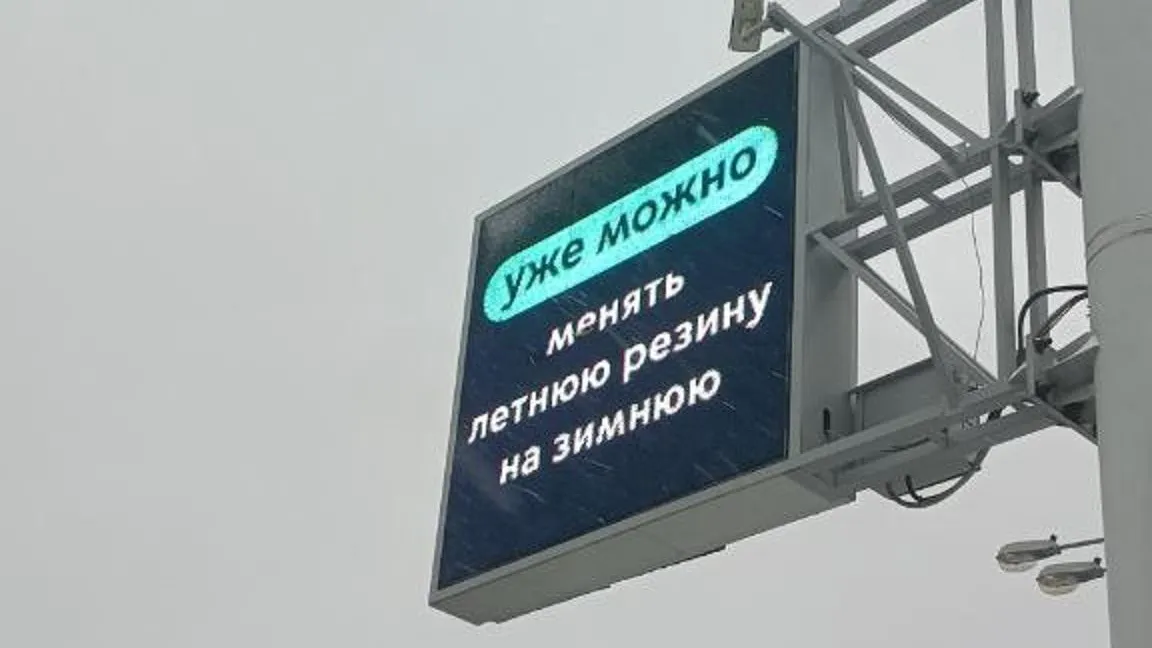 уже можно
менять
летнюю резину
на зимнюю